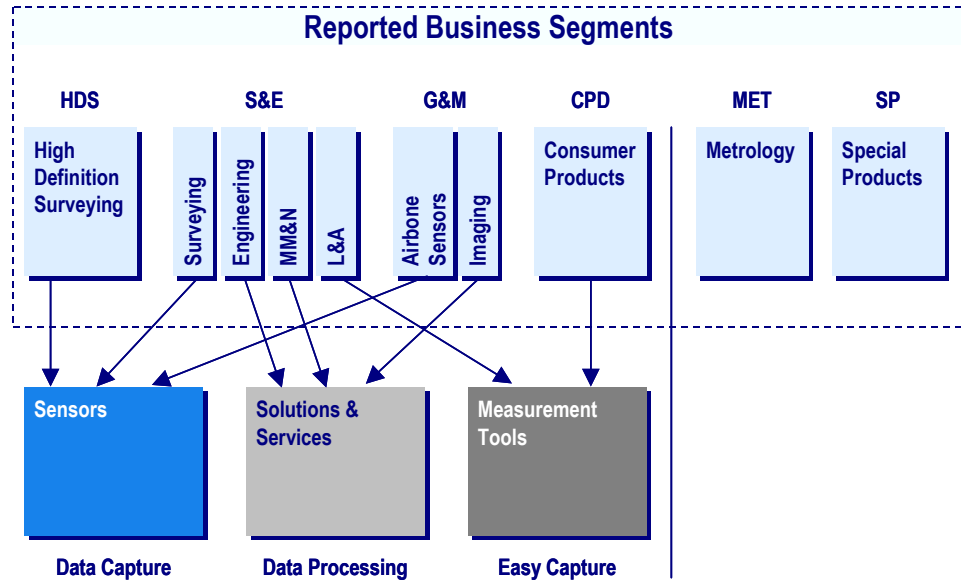 Reported Business Segments
HDS
S&E
G&M
CPD
MET
SP
High
Definition
Surveying
Surveying
Engineering
MM&N
L&A
Airbone
Sensors
Imaging
Consumer
Products
Metrology
Special
Products
Sensors
Solutions &
Services
Measurement
Tools
Data Capture
Data Processing
Easy Capture